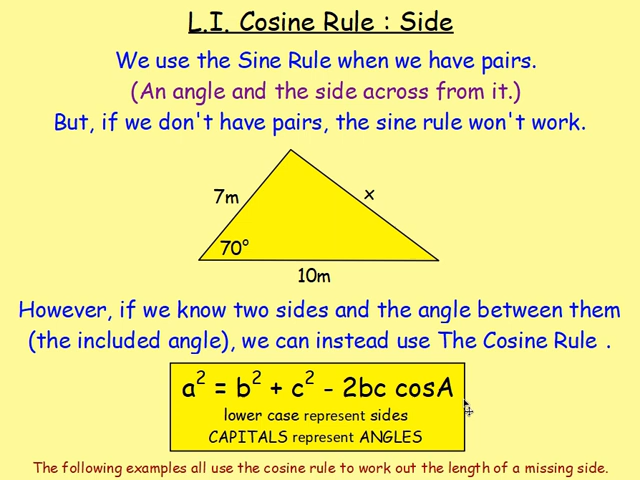 L.I. Cosine Rule : Side
We use the Sine Rule when we have pairs.
(An angle and the side across from it.)
But, if we don't have pairs, the sine rule won't work.
7m
x
70°
10m
However, if we know two sides and the angle between them
(the included angle), we can instead use The Cosine Rule .
a² = b² + c² - 2bc cosA
lower case represent sides
CAPITALS represent ANGLES
The following examples all use the cosine rule to work out the length of a missing side.